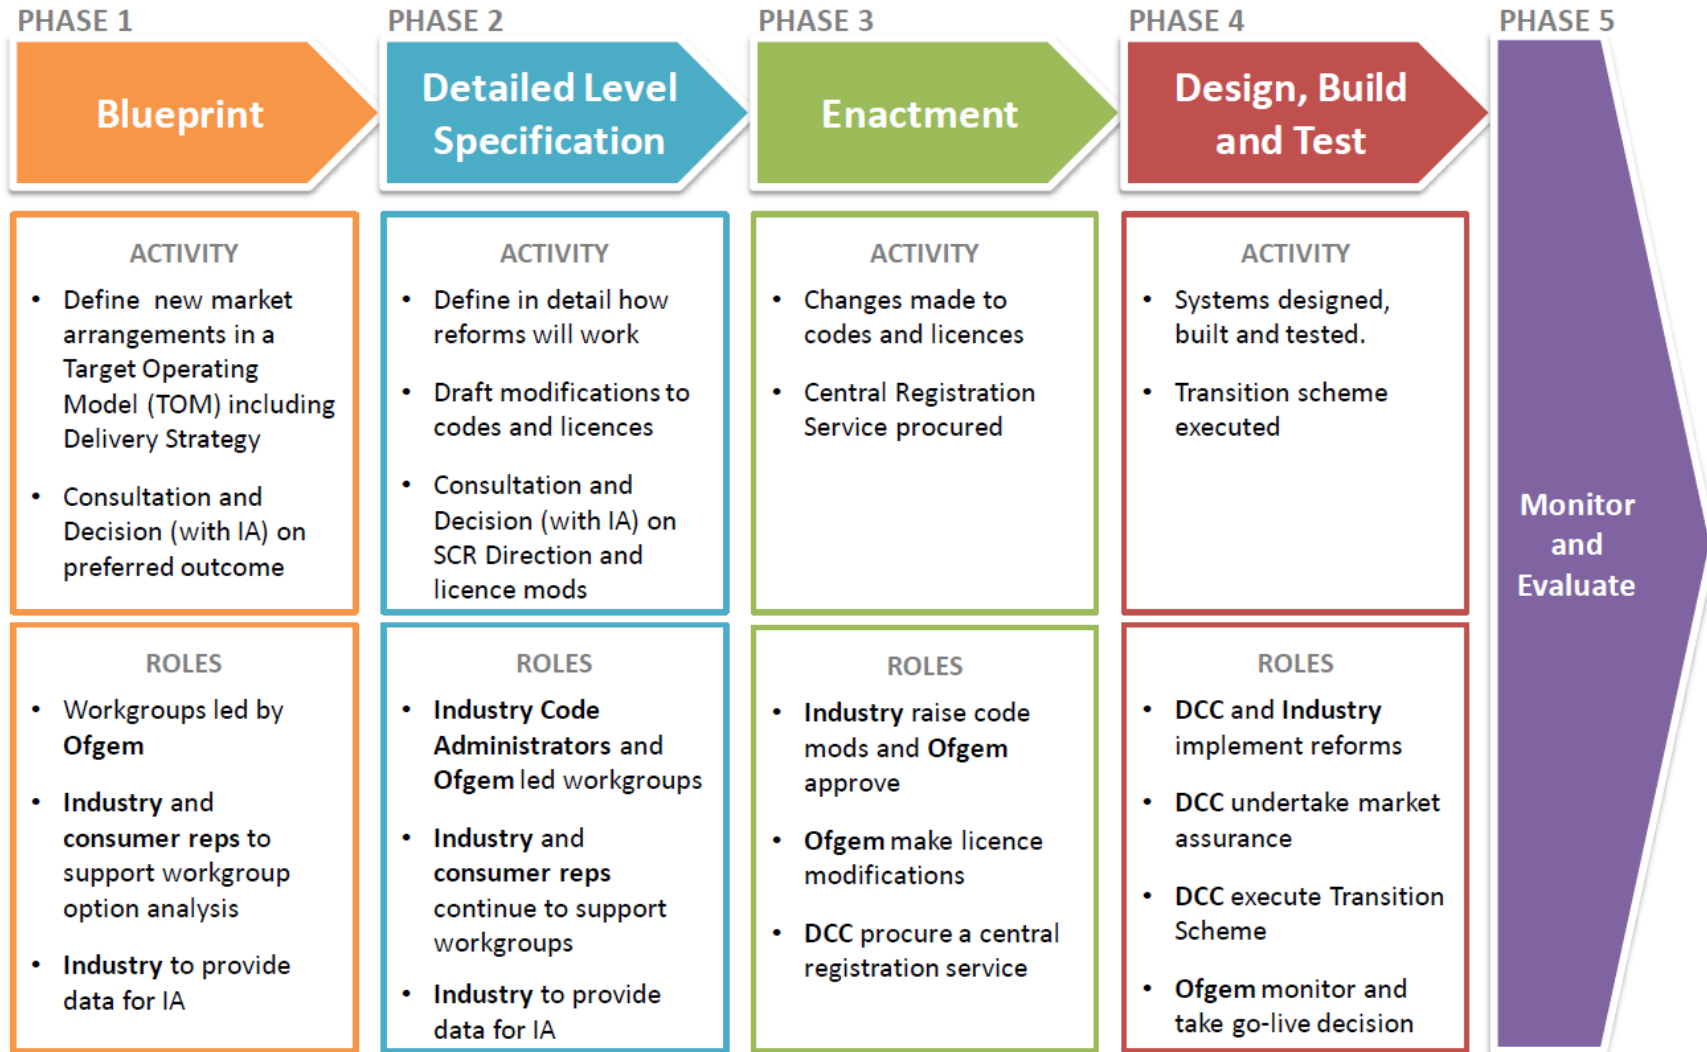 PHASE 1
Blueprint
ACTIVITY
• Define new market
arrangements in a
Target Operating
Model (TOM) including
Delivery Strategy
• Consultation and
Decision (with IA) on
preferred outcome
ROLES
• Workgroups led by
Ofgem
• Industry and
consumer reps to
support workgroup
option analysis
• Industry to provide
data for IA
PHASE 2
Detailed Level
Specification
ACTIVITY
• Define in detail how
reforms will work
• Draft modifications to
codes and licences
• Consultation and
Decision (with IA) on
SCR Direction and
licence mods
ROLES
• Industry Code
Administrators and
Ofgem led workgroups
• Industry and
consumer reps
continue to support
workgroups
• Industry to provide
data for IA
PHASE 3
Enactment
ACTIVITY
• Changes made to
codes and licences
• Central Registration
Service procured
ROLES
• Industry raise code
mods and Ofgem
approve
• Ofgem make licence
modifications
• DCC procure a central
registration service
PHASE 4
Design, Build
and Test
ACTIVITY
• Systems designed,
built and tested.
• Transition scheme
executed
ROLES
• DCC and Industry
implement reforms
• DCC undertake market
assurance
• DCC execute Transition
Scheme
• Ofgem monitor and
take go-live decision
PHASE 5
Monitor
and
Evaluate